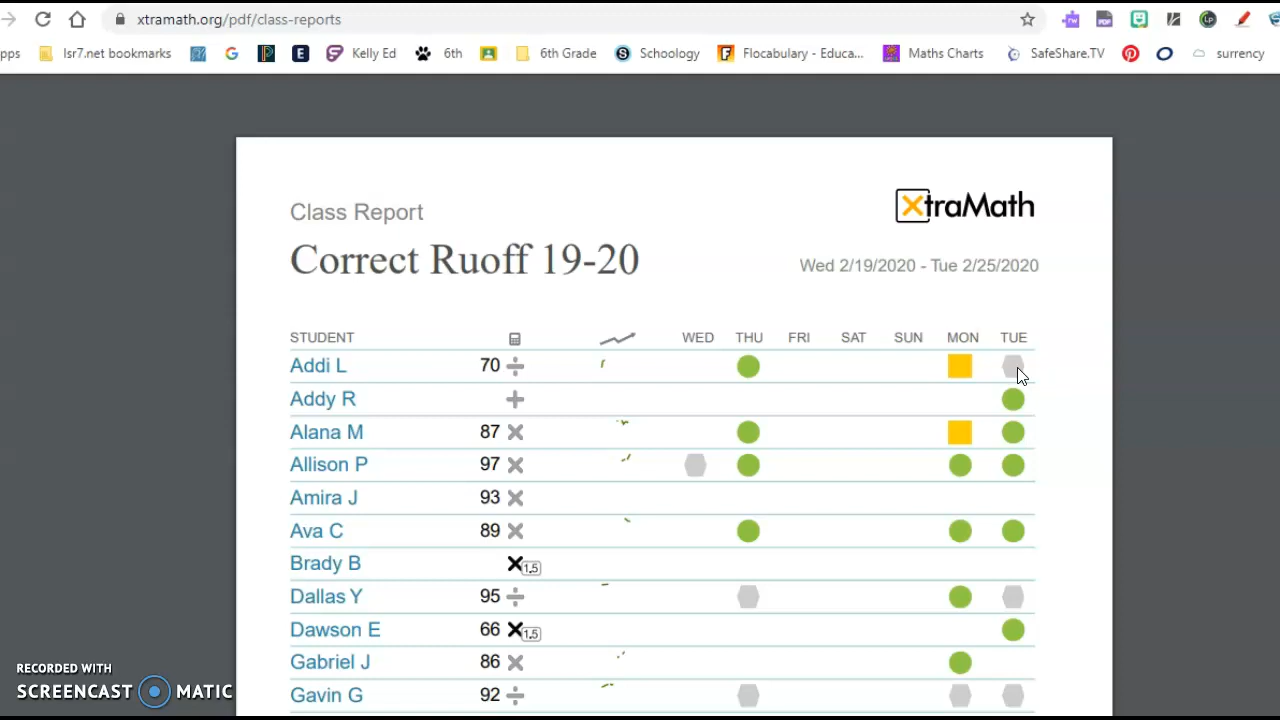 xtramath.org/pdf/class-reports
pps lsr7.net bookmarks Kelly Ed 6th 6th Grade Schoology Flocabulary - Educa... Maths Charts SafeShare.TV surrency
Class Report
XtraMath
Correct Ruoff 19-20
Wed 2/19/2020 - Tue 2/25/2020
STUDENT WED THU FRI SAT SUN MON TUE
Addi L 70 ÷
Addy R +
Alana M 87 ×
Allison P 97 ×
Amira J 93 ×
Ava C 89 ×
Brady B × 1.5
Dallas Y 95 ÷
Dawson E 66 × 1.5
Gabriel J 86 ×
Gavin G 92 ÷
RECORDED WITH
SCREENCAST MATIC